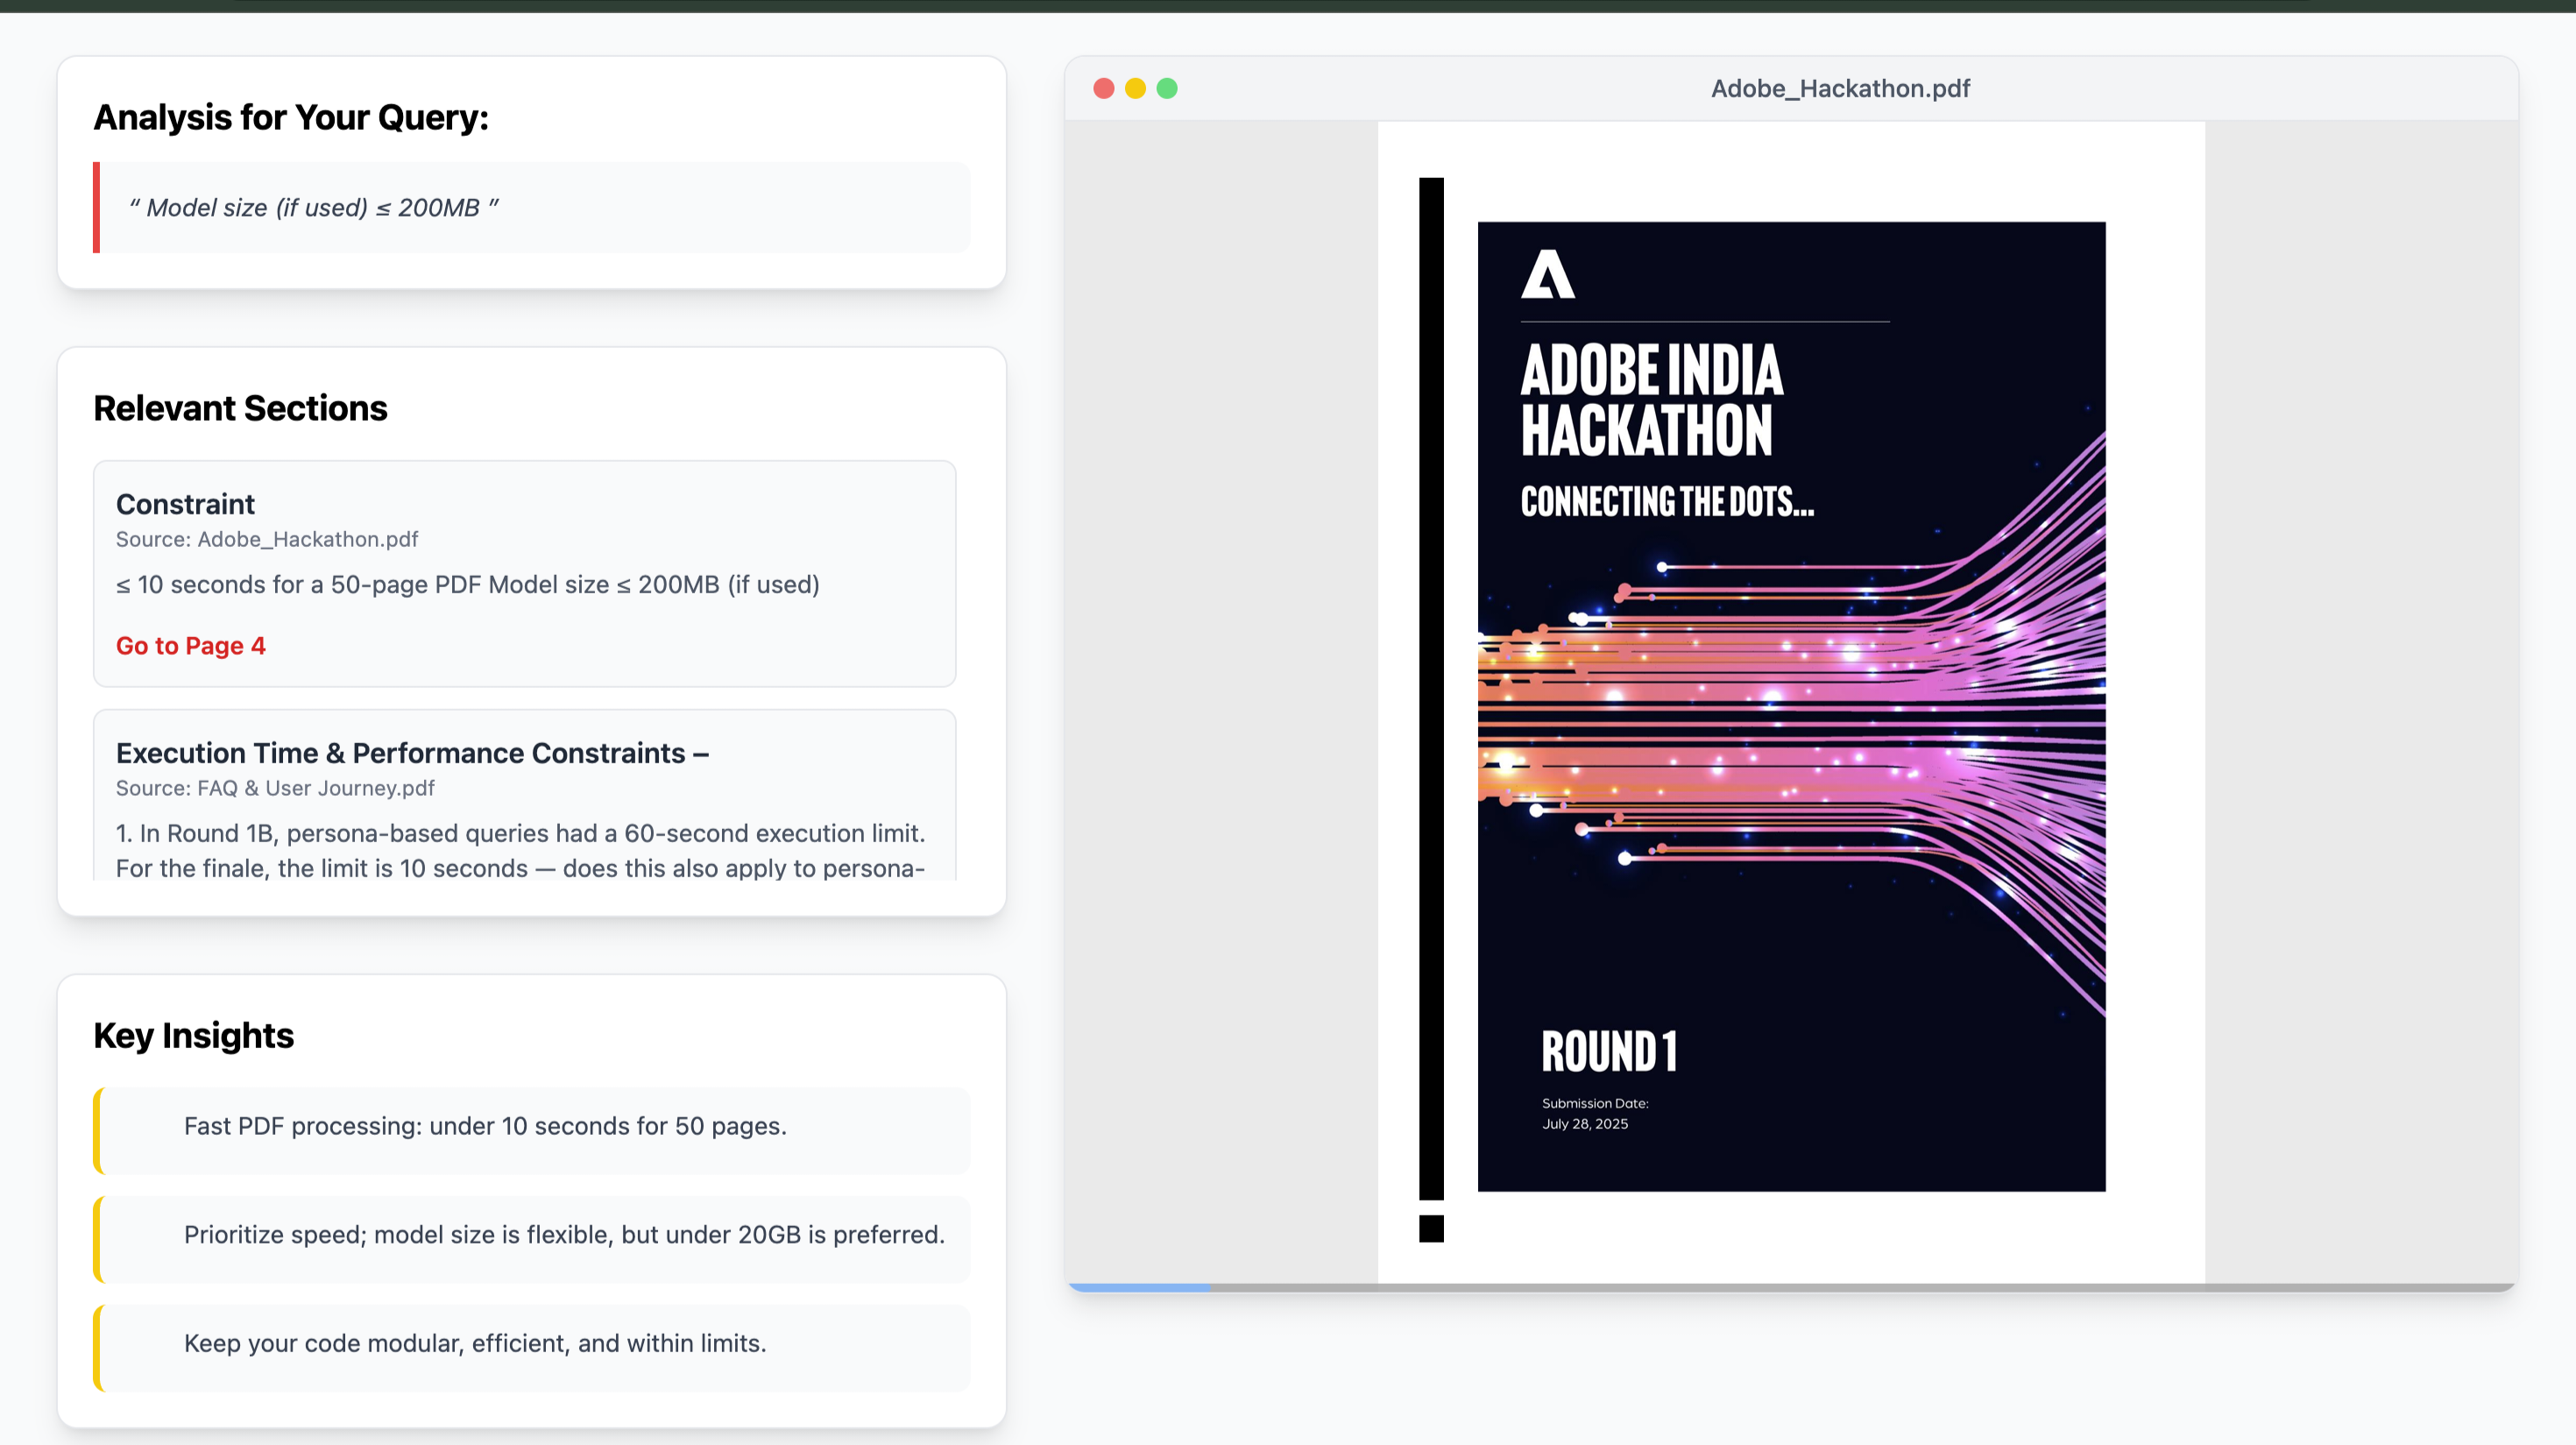 Analysis for Your Query:
“ Model size (if used) ≤ 200MB ”
Relevant Sections
Constraint
Source: Adobe_Hackathon.pdf
≤ 10 seconds for a 50-page PDF Model size ≤ 200MB (if used)
Go to Page 4
Execution Time & Performance Constraints –
Source: FAQ & User Journey.pdf
1. In Round 1B, persona-based queries had a 60-second execution limit.
For the finale, the limit is 10 seconds — does this also apply to persona-
Key Insights
Fast PDF processing: under 10 seconds for 50 pages.
Prioritize speed; model size is flexible, but under 20GB is preferred.
Keep your code modular, efficient, and within limits.
Adobe_Hackathon.pdf
ADOBE INDIA
HACKATHON
CONNECTING THE DOTS...
ROUND 1
Submission Date:
July 28, 2025